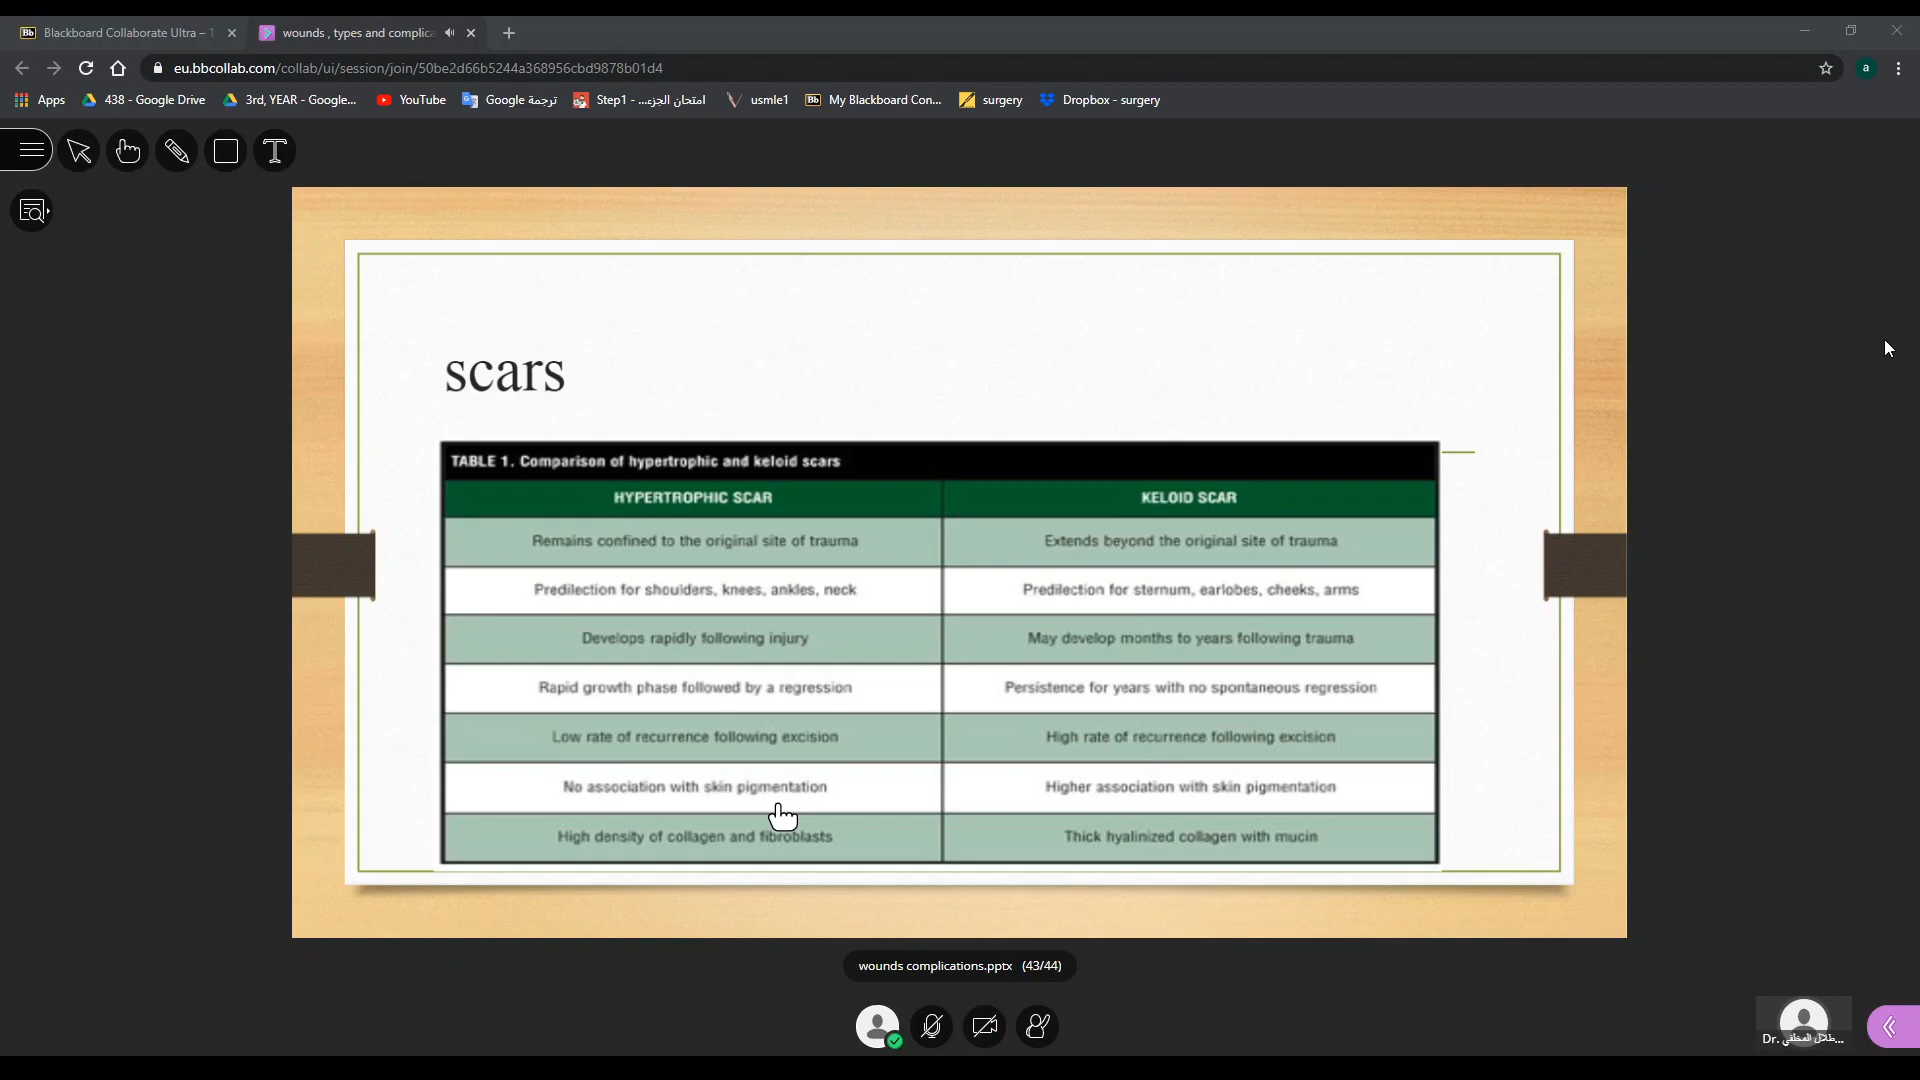 Blackboard Collaborate Ultra – 1
wounds , types and complica
eu.bbcollab.com/collab/ui/session/join/50be2d66b5244a368956cbd9878b01d4
a
Apps
438 - Google Drive
3rd, YEAR - Google...
YouTube
ترجمة Google
Step1 - ...امتحان الجزء
usmle1
My Blackboard Con...
surgery
Dropbox - surgery
scars
TABLE 1. Comparison of hypertrophic and keloid scars
HYPERTROPHIC SCAR KELOID SCAR
Remains confined to the original site of trauma Extends beyond the original site of trauma
Predilection for shoulders, knees, ankles, neck Predilection for sternum, earlobes, cheeks, arms
Develops rapidly following injury May develop months to years following trauma
Rapid growth phase followed by a regression Persistence for years with no spontaneous regression
Low rate of recurrence following excision High rate of recurrence following excision
No association with skin pigmentation Higher association with skin pigmentation
High density of collagen and fibroblasts Thick hyalinized collagen with mucin
wounds complications.pptx (43/44)
Dr. طلال